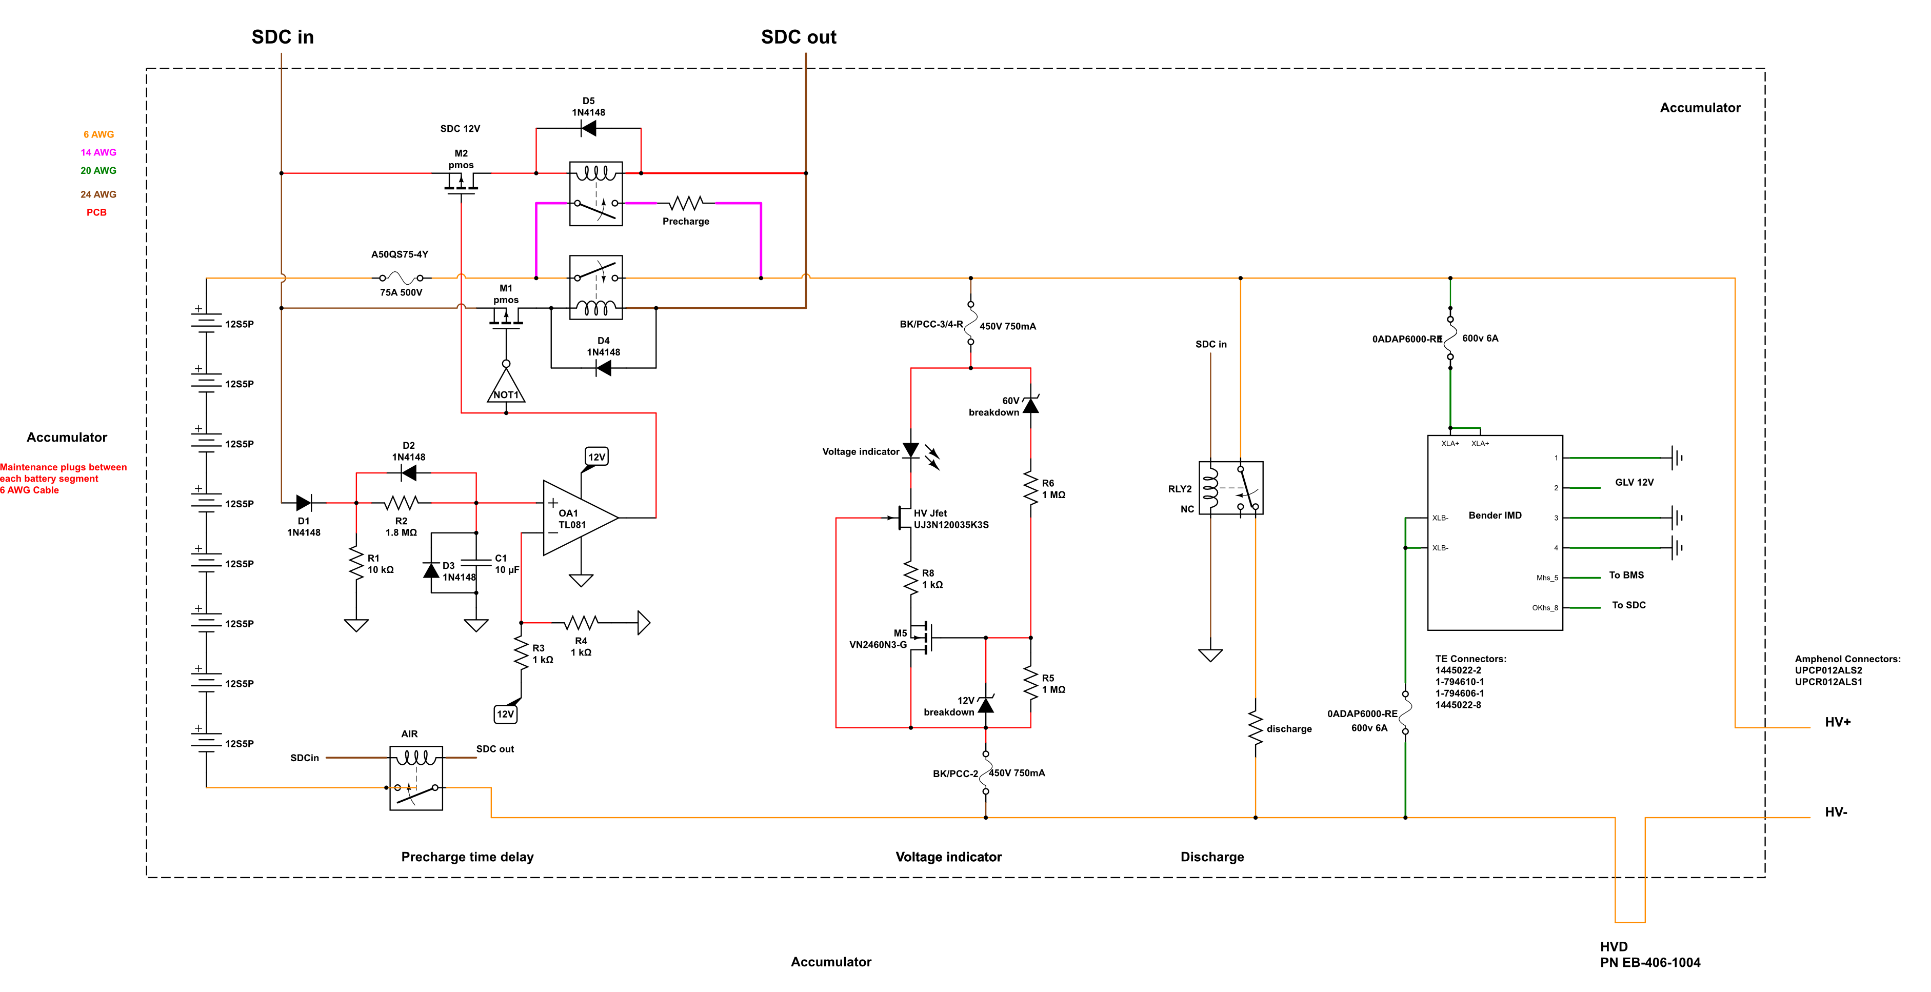 SDC in
SDC out
Accumulator
6 AWG
14 AWG
20 AWG
24 AWG
PCB
D5
1N4148
SDC 12V
M2
pmos
Precharge
A50QS75-4Y
75A 500V
M1
pmos
D4
1N4148
NOT1
+
12S5P
+
12S5P
+
12S5P
+
12S5P
+
12S5P
+
12S5P
+
12S5P
+
12S5P
Accumulator
Maintenance plugs between
each battery segment
6 AWG Cable
D2
1N4148
D1
1N4148
R2
1.8 MΩ
R1
10 kΩ
D3
1N4148
C1
10 µF
12V
OA1
TL081
R4
1 kΩ
R3
1 kΩ
12V
AIR
SDCin
SDC out
Precharge time delay
BK/PCC-3/4-R
450V 750mA
60V
breakdown
Voltage indicator
R6
1 MΩ
HV Jfet
UJ3N120035K3S
R8
1 kΩ
M5
VN2460N3-G
R5
1 MΩ
12V
breakdown
BK/PCC-2
450V 750mA
Voltage indicator
SDC in
RLY2
NC
discharge
Discharge
0ADAP6000-RE
600v 6A
XLA+
XLA+
XLB-
XLB-
Bender IMD
1
2
3
4
Mhs_5
OKhs_8
GLV 12V
To BMS
To SDC
TE Connectors:
1445022-2
1-794610-1
1-794606-1
1445022-8
0ADAP6000-RE
600v 6A
Amphenol Connectors:
UPCP012ALS2
UPCR012ALS1
HV+
HV-
HVD
PN EB-406-1004
Accumulator